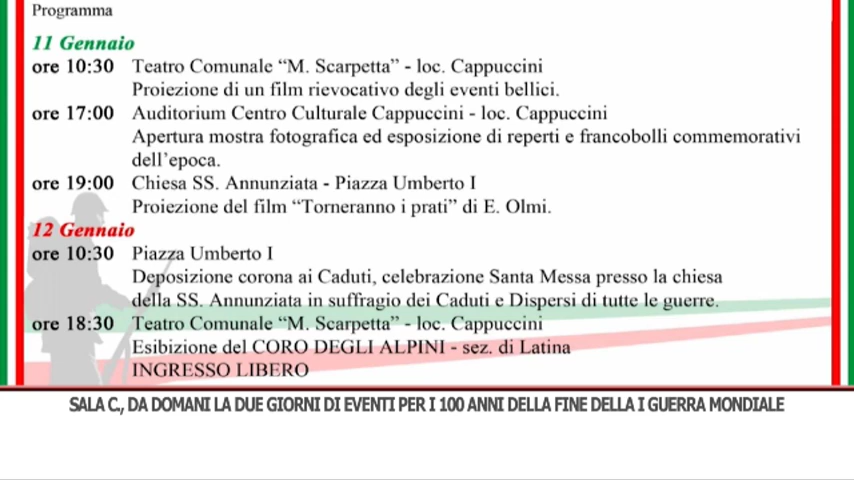 Programma
11 Gennaio
ore 10:30 Teatro Comunale “M. Scarpetta” - loc. Cappuccini
Proiezione di un film rievocativo degli eventi bellici.
ore 17:00 Auditorium Centro Culturale Cappuccini - loc. Cappuccini
Apertura mostra fotografica ed esposizione di reperti e francobolli commemorativi
dell’epoca.
ore 19:00 Chiesa SS. Annunziata - Piazza Umberto I
Proiezione del film “Torneranno i prati” di E. Olmi.
12 Gennaio
ore 10:30 Piazza Umberto I
Deposizione corona ai Caduti, celebrazione Santa Messa presso la chiesa
della SS. Annunziata in suffragio dei Caduti e Dispersi di tutte le guerre.
ore 18:30 Teatro Comunale “M. Scarpetta” - loc. Cappuccini
Esibizione del CORO DEGLI ALPINI - sez. di Latina
INGRESSO LIBERO
SALA C., DA DOMANI LA DUE GIORNI DI EVENTI PER I 100 ANNI DELLA FINE DELLA I GUERRA MONDIALE